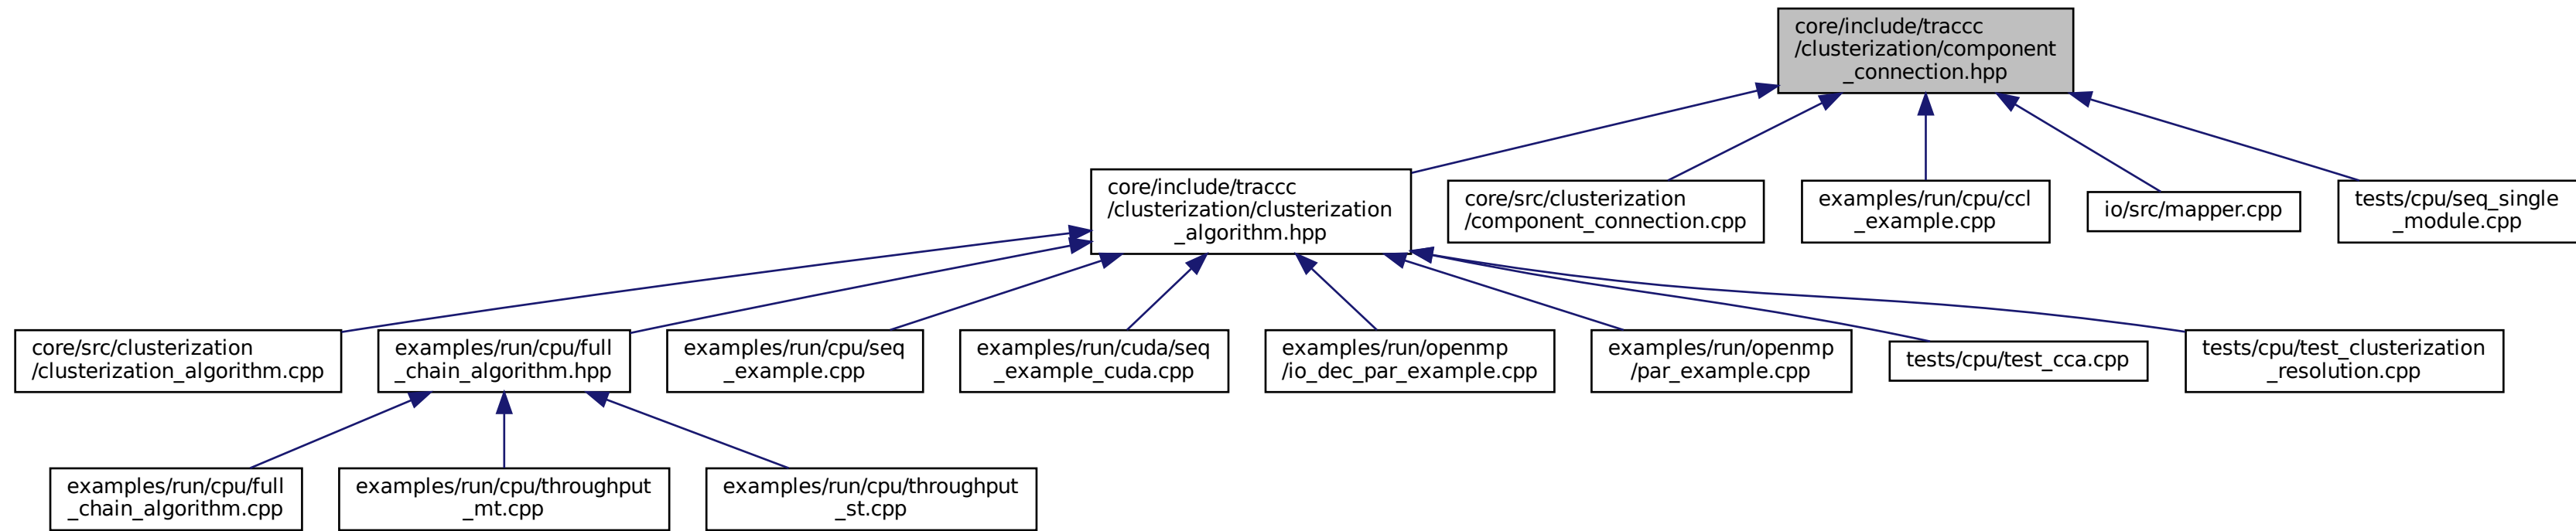 core/include/traccc
/clusterization/component
_connection.hpp
core/include/traccc
/clusterization/clusterization
_algorithm.hpp
core/src/clusterization
/component_connection.cpp
examples/run/cpu/ccl
_example.cpp
io/src/mapper.cpp
tests/cpu/seq_single
_module.cpp
core/src/clusterization
/clusterization_algorithm.cpp
examples/run/cpu/full
_chain_algorithm.hpp
examples/run/cpu/seq
_example.cpp
examples/run/cuda/seq
_example_cuda.cpp
examples/run/openmp
/io_dec_par_example.cpp
examples/run/openmp
/par_example.cpp
tests/cpu/test_cca.cpp
tests/cpu/test_clusterization
_resolution.cpp
examples/run/cpu/full
_chain_algorithm.cpp
examples/run/cpu/throughput
_mt.cpp
examples/run/cpu/throughput
_st.cpp